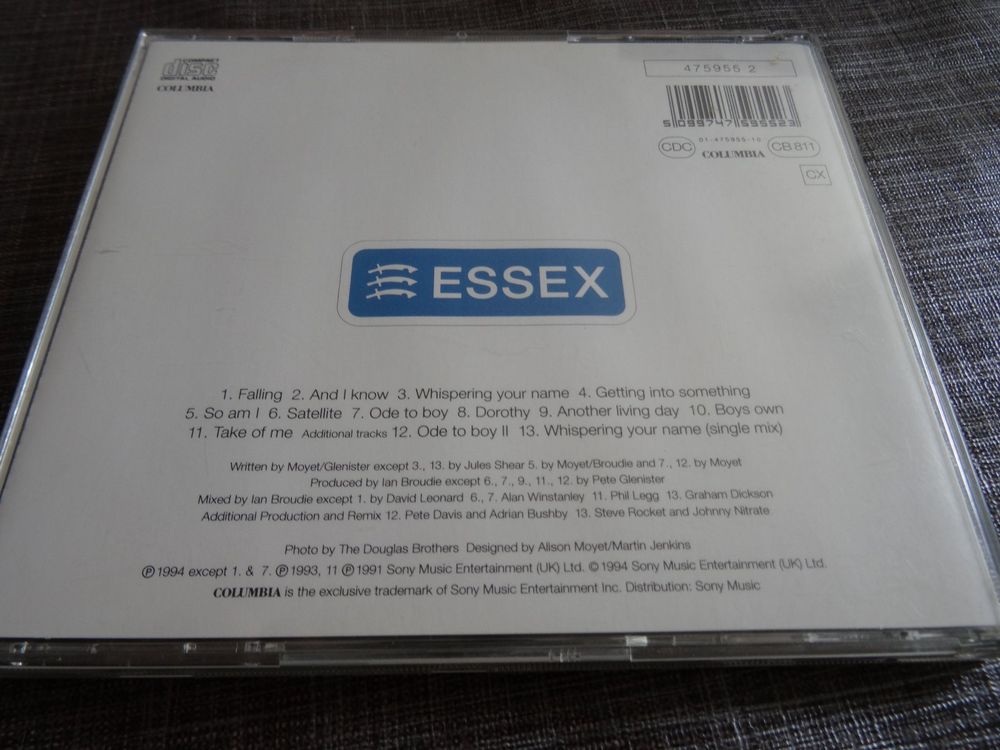 COMPACT
disc
DIGITAL AUDIO
COLUMBIA
475955 2
5 099747 595523
01-475955-10
CDC COLUMBIA CB 811
CX
ESSEX
1. Falling 2. And I know 3. Whispering your name 4. Getting into something
5. So am I 6. Satellite 7. Ode to boy 8. Dorothy 9. Another living day 10. Boys own
11. Take of me Additional tracks 12. Ode to boy II 13. Whispering your name (single mix)
Written by Moyet/Glenister except 3., 13. by Jules Shear 5. by Moyet/Broudie and 7., 12. by Moyet
Produced by Ian Broudie except 6., 7., 9., 11., 12. by Pete Glenister
Mixed by Ian Broudie except 1. by David Leonard 6., 7. Alan Winstanley 11. Phil Legg 13. Graham Dickson
Additional Production and Remix 12. Pete Davis and Adrian Bushby 13. Steve Rocket and Johnny Nitrate
Photo by The Douglas Brothers Designed by Alison Moyet/Martin Jenkins
℗1994 except 1. & 7. ℗1993, 11 ℗1991 Sony Music Entertainment (UK) Ltd. ©1994 Sony Music Entertainment (UK) Ltd.
COLUMBIA is the exclusive trademark of Sony Music Entertainment Inc. Distribution: Sony Music